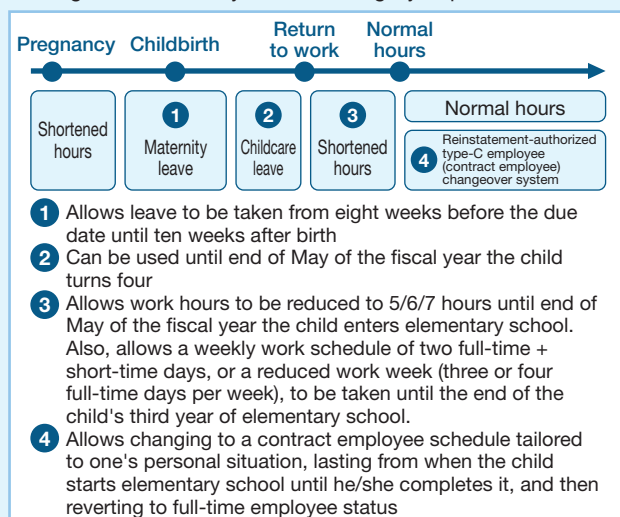 Pregnancy Childbirth Return to work Normal hours
Shortened hours
1
Maternity leave
2
Childcare leave
3
Shortened hours
Normal hours
4 Reinstatement-authorized
type-C employee
(contract employee)
changeover system
1 Allows leave to be taken from eight weeks before the due
date until ten weeks after birth
2 Can be used until end of May of the fiscal year the child
turns four
3 Allows work hours to be reduced to 5/6/7 hours until end of
May of the fiscal year the child enters elementary school.
Also, allows a weekly work schedule of two full-time +
short-time days, or a reduced work week (three or four
full-time days per week), to be taken until the end of the
child's third year of elementary school.
4 Allows changing to a contract employee schedule tailored
to one's personal situation, lasting from when the child
starts elementary school until he/she completes it, and then
reverting to full-time employee status